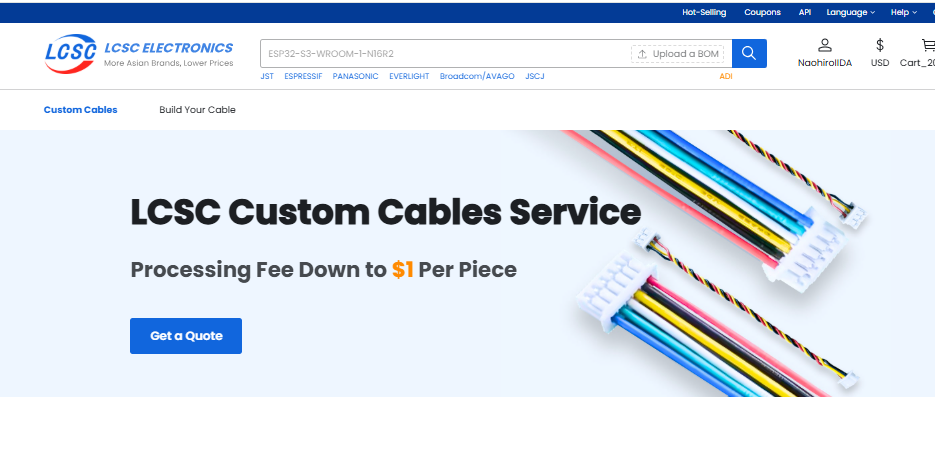 Hot-Selling Coupons API Language Help
LCSC LCSC ELECTRONICS
More Asian Brands, Lower Prices
ESP32-S3-WROOM-1-N16R2 Upload a BOM
NaohiroIIDA USD Cart_20
JST ESPRESSIF PANASONIC EVERLIGHT Broadcom/AVAGO JSCJ ADI
Custom Cables Build Your Cable
LCSC Custom Cables Service
Processing Fee Down to $1 Per Piece
Get a Quote